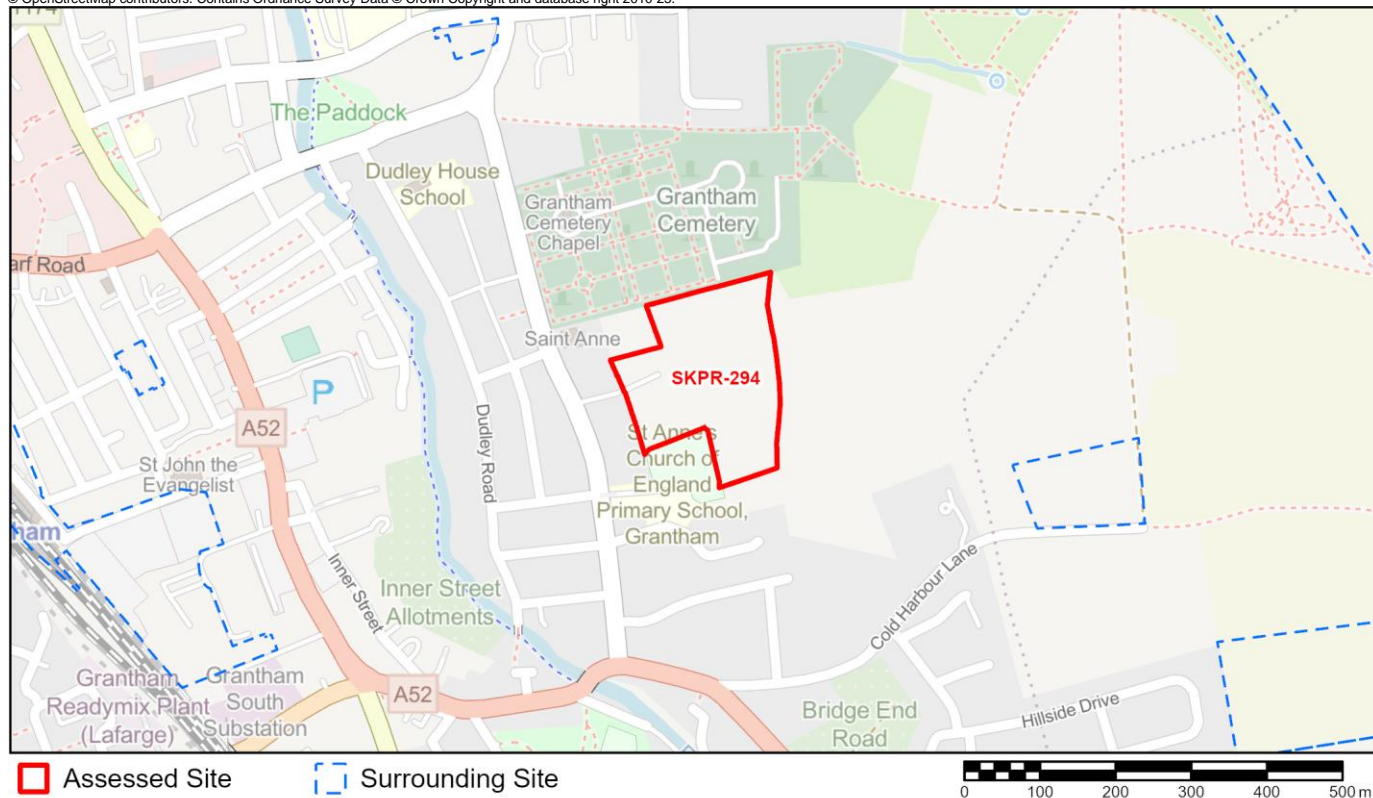 © OpenStreetMap contributors. Contains Ordnance Survey Data © Crown Copyright and database right 2016-23.
The Paddock
Dudley House
School
Grantham
Cemetery
Chapel
Grantham
Cemetery
arf Road
Saint Anne
SKPR-294
P
A52
Dudley Road
St Anne's
Church of
England
Primary School,
Grantham
St John the
Evangelist
ham
Inner Street
Inner Street
Allotments
Cold Harbour Lane
Grantham
Readymix Plant
(Lafarge)
Grantham
South
Substation
A52
Bridge End
Road
Hillside Drive
Assessed Site
Surrounding Site
0 100 200 300 400 500 m